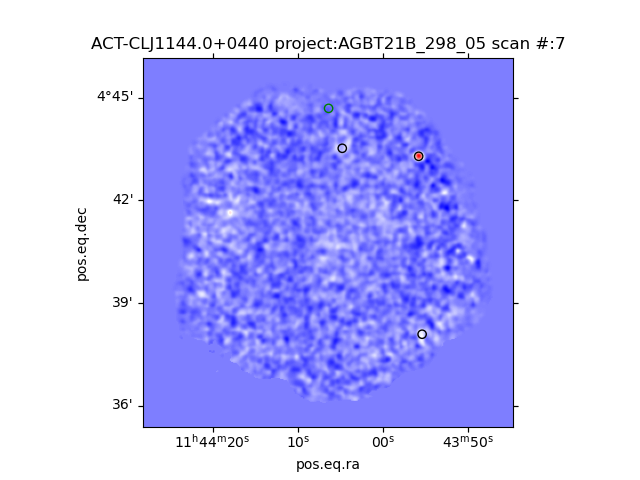 ACT-CLJ1144.0+0440 project:AGBT21B_298_05 scan #:7
4°45'
42'
39'
36'
pos.eq.dec
11ʰ44ᵐ20ˢ 10ˢ 00ˢ 43ᵐ50ˢ
pos.eq.ra